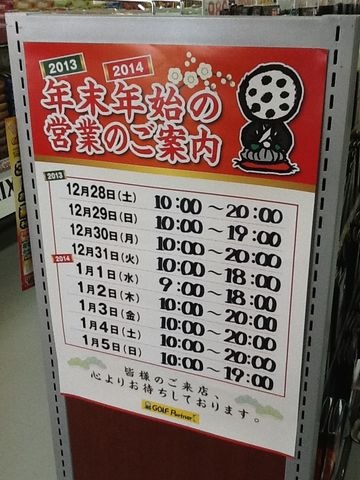 2013 2014
年末年始の
営業のご案内
2013
12月28日(土) 10:00～20:00
12月29日(日) 10:00～19:00
12月30日(月) 10:00～20:00
12月31日(火) 10:00～18:00
2014
1月1日(水) 9:00～18:00
1月2日(木) 10:00～20:00
1月3日(金) 10:00～20:00
1月4日(土) 10:00～20:00
1月5日(日) 10:00～19:00
皆様のご来店、
心よりお待ちしております。
GOLF Partner